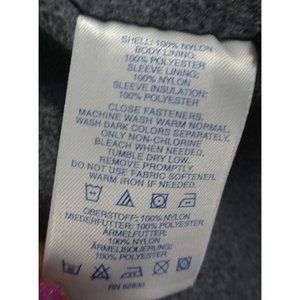 SHELL: 100% NYLON
BODY LINING:
100% POLYESTER
SLEEVE LINING:
100% NYLON
SLEEVE INSULATION:
100% POLYESTER
CLOSE FASTENERS.
MACHINE WASH WARM NORMAL,
WASH DARK COLORS SEPARATELY,
ONLY NON-CHLORINE
BLEACH WHEN NEEDED,
TUMBLE DRY LOW.
REMOVE PROMPTLY.
DO NOT USE FABRIC SOFTENER.
WARM IRON IF NEEDED.
OBERSTOFF: 100% NYLON
MIEDERFUTTER: 100% POLYESTER
ÄRMELFUTTER:
100% NYLON
ÄRMELISOLIERUNG:
100% POLYESTER
RN 62830